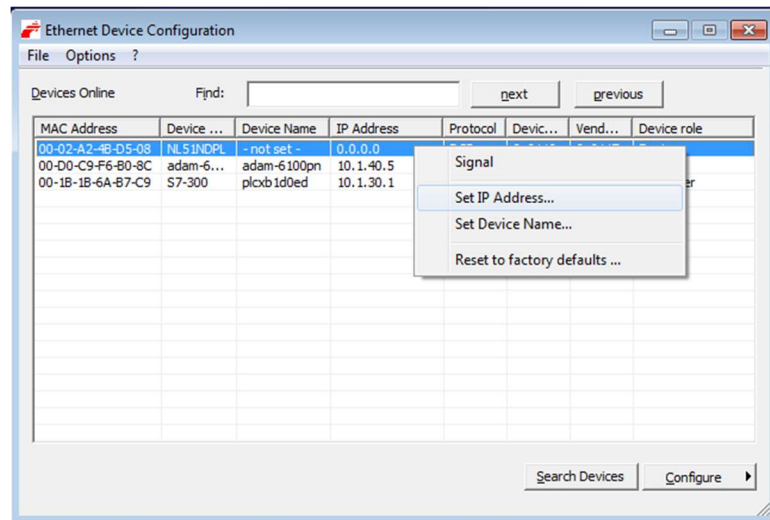 Ethernet Device Configuration
File Options ?
Devices Online Find: next previous
MAC Address Device ... Device Name IP Address Protocol Devic... Vend... Device role
00-02-A2-4B-D5-08 NL51NDPL - not set - 0.0.0.0
00-D0-C9-F6-B0-8C adam-6... adam-6100pn 10.1.40.5
00-1B-1B-6A-B7-C9 S7-300 plcxb1d0ed 10.1.30.1
Signal
Set IP Address...
Set Device Name...
Reset to factory defaults ...
Search Devices Configure